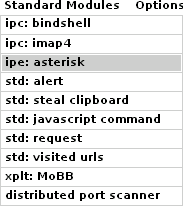 Standard Modules Options
ipc: bindshell
ipc: imap4
ipe: asterisk
std: alert
std: steal clipboard
std: javascript command
std: request
std: visited urls
xplt: MoBB
distributed port scanner